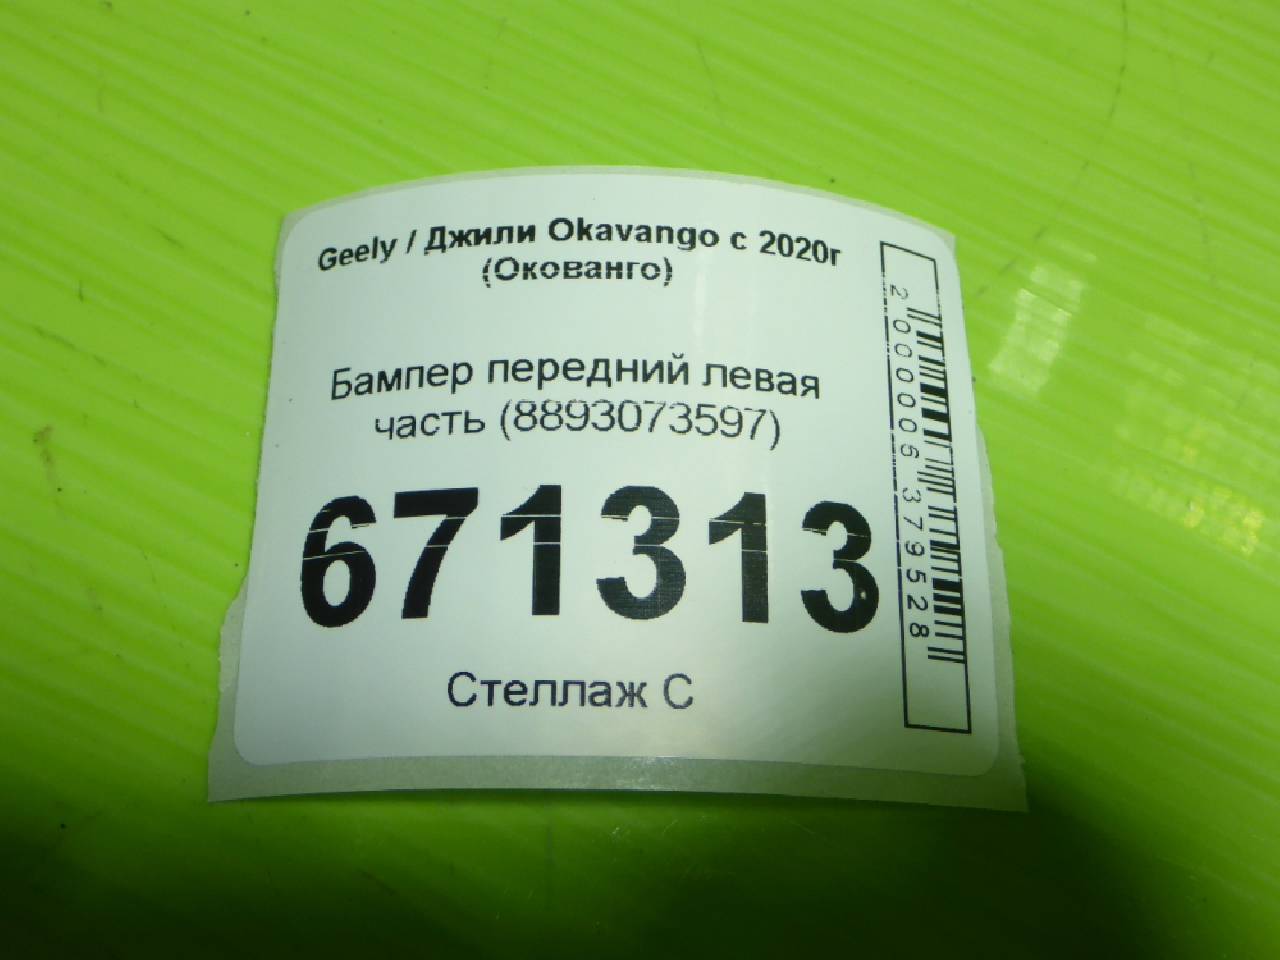 Geely / Джили Okavango с 2020г
(Окованго)
Бампер передний левая
часть (8893073597)
671313
Стеллаж С
2000006379528